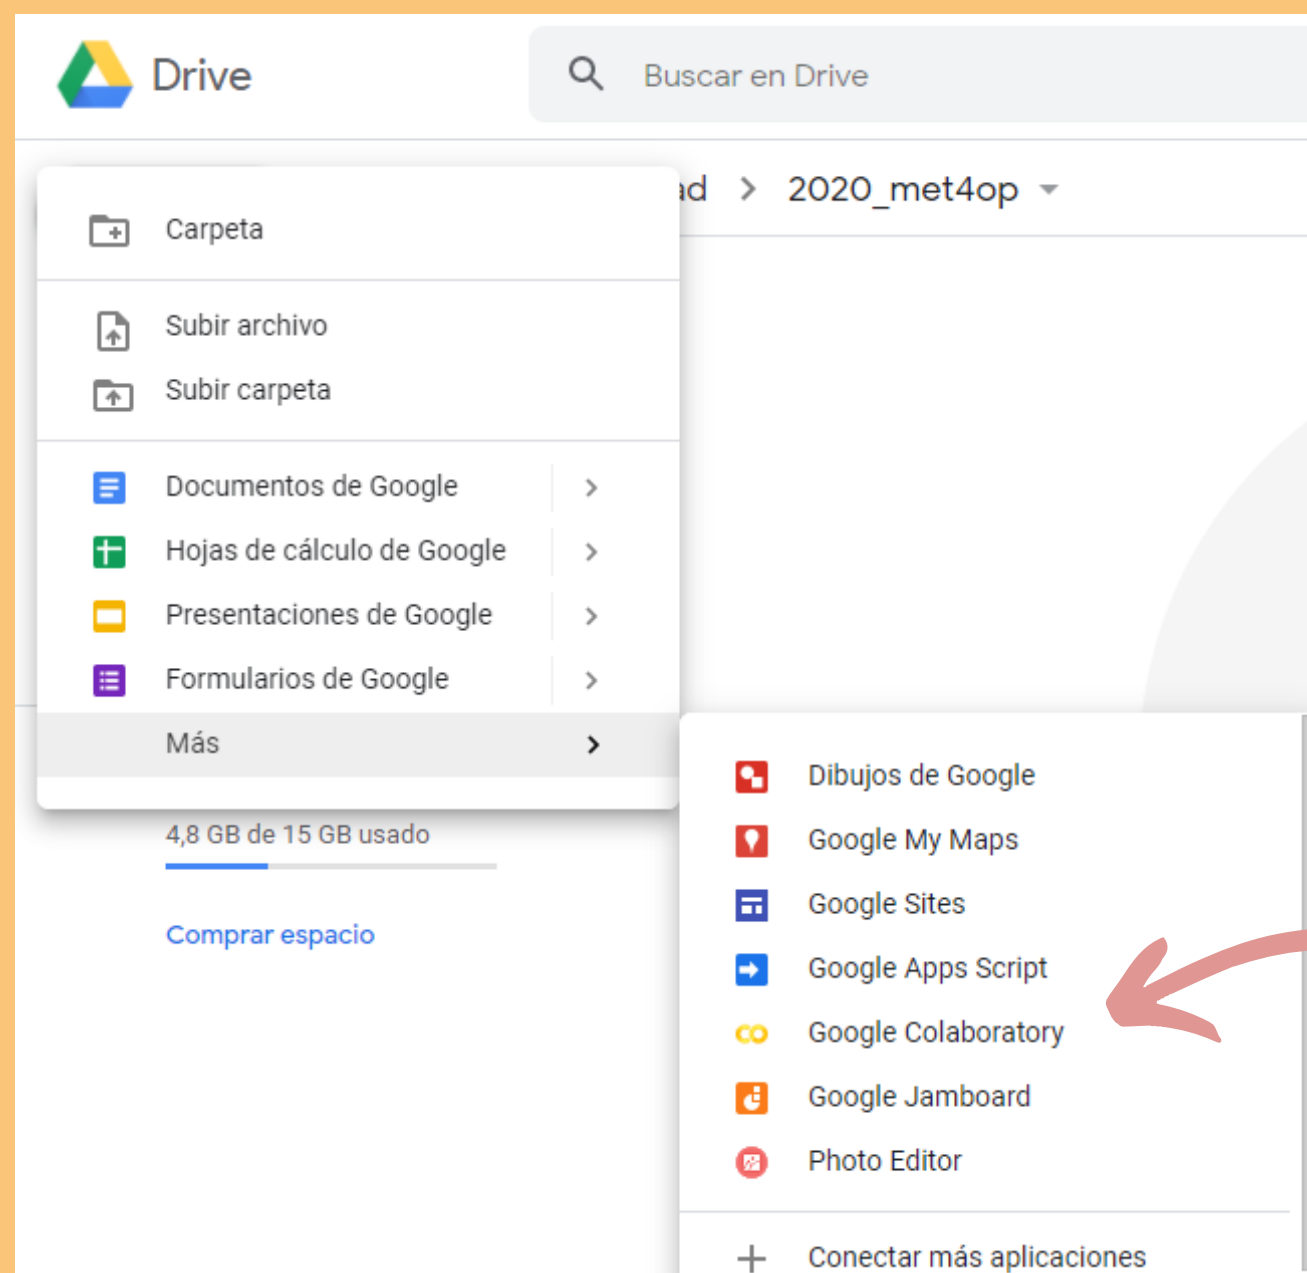 Drive
Buscar en Drive
ad > 2020_met4op
Carpeta
Subir archivo
Subir carpeta
Documentos de Google
Hojas de cálculo de Google
Presentaciones de Google
Formularios de Google
Más
4,8 GB de 15 GB usado
Comprar espacio
Dibujos de Google
Google My Maps
Google Sites
Google Apps Script
Google Colaboratory
Google Jamboard
Photo Editor
Conectar más aplicaciones